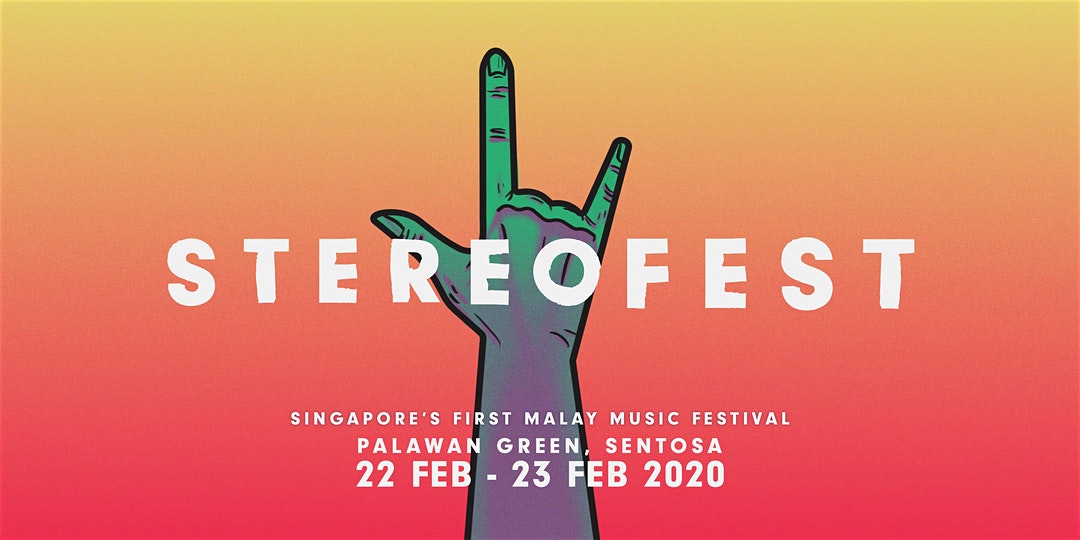 STEREOFEST
SINGAPORE'S FIRST MALAY MUSIC FESTIVAL
PALAWAN GREEN, SENTOSA
22 FEB - 23 FEB 2020